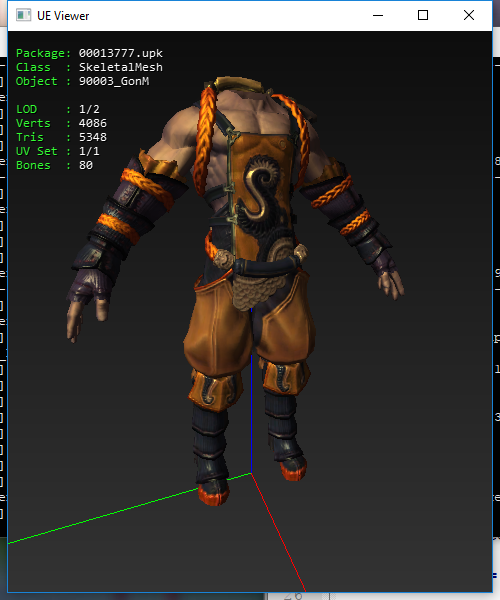 UE Viewer
Package: 00013777.upk
Class : SkeletalMesh
Object : 90003_GonM
LOD : 1/2
Verts : 4086
Tris : 5348
UV Set : 1/1
Bones : 80
26